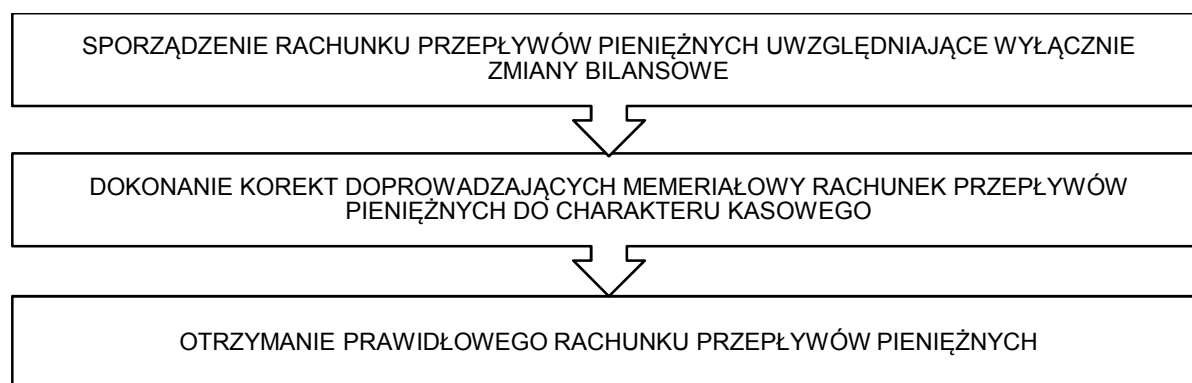 SPORZĄDZENIE RACHUNKU PRZEPŁYWÓW PIENIĘŻNYCH UWZGLĘDNIAJĄCE WYŁĄCZNIE
ZMIANY BILANSOWE
DOKONANIE KOREKT DOPROWADZAJĄCYCH MEMERIAŁOWY RACHUNEK PRZEPŁYWÓW
PIENIĘŻNYCH DO CHARAKTERU KASOWEGO
OTRZYMANIE PRAWIDŁOWEGO RACHUNKU PRZEPŁYWÓW PIENIĘŻNYCH